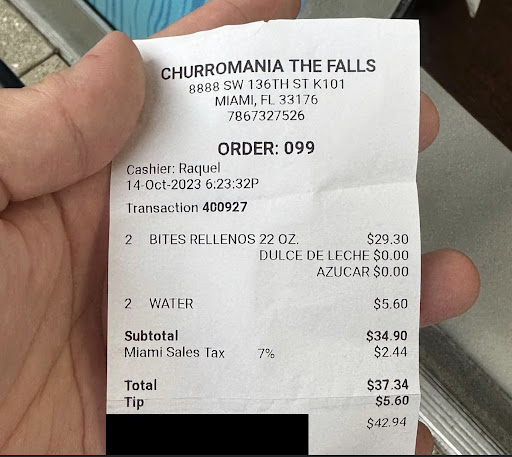 CHURROMANIA THE FALLS
8888 SW 136TH ST K101
MIAMI, FL 33176
7867327526
ORDER: 099
Cashier: Raquel
14-Oct-2023 6:23:32P
Transaction 400927
2 BITES RELLENOS 22 OZ. $29.30
DULCE DE LECHE $0.00
AZUCAR $0.00
2 WATER $5.60
Subtotal $34.90
Miami Sales Tax 7% $2.44
Total $37.34
Tip $5.60
$42.94